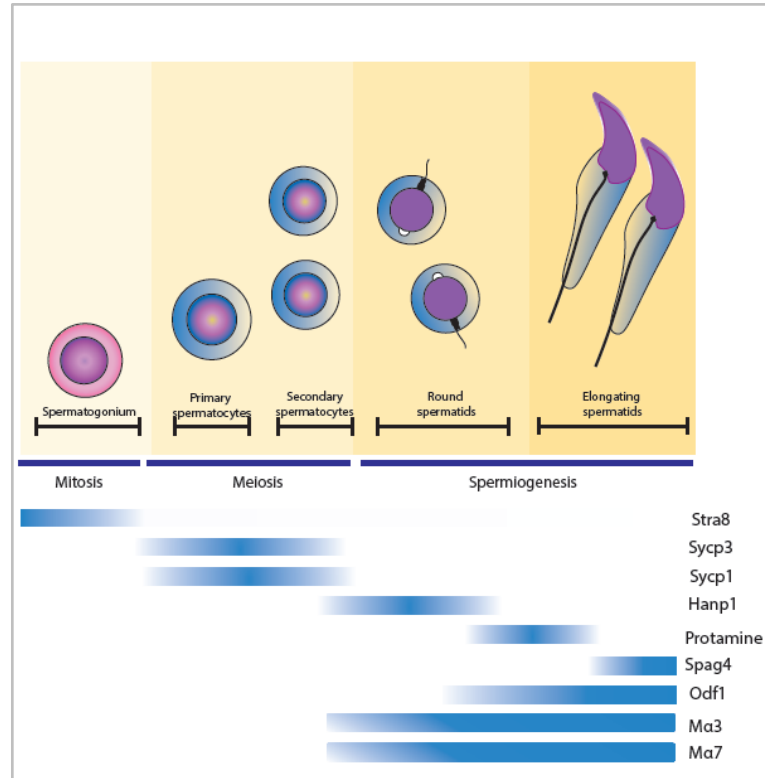 Spermatogonium
Primary
spermatocytes
Secondary
spermatocytes
Round
spermatids
Elongating
spermatids
Mitosis
Meiosis
Spermiogenesis
Stra8
Sycp3
Sycp1
Hanp1
Protamine
Spag4
Odf1
Mα3
Mα7